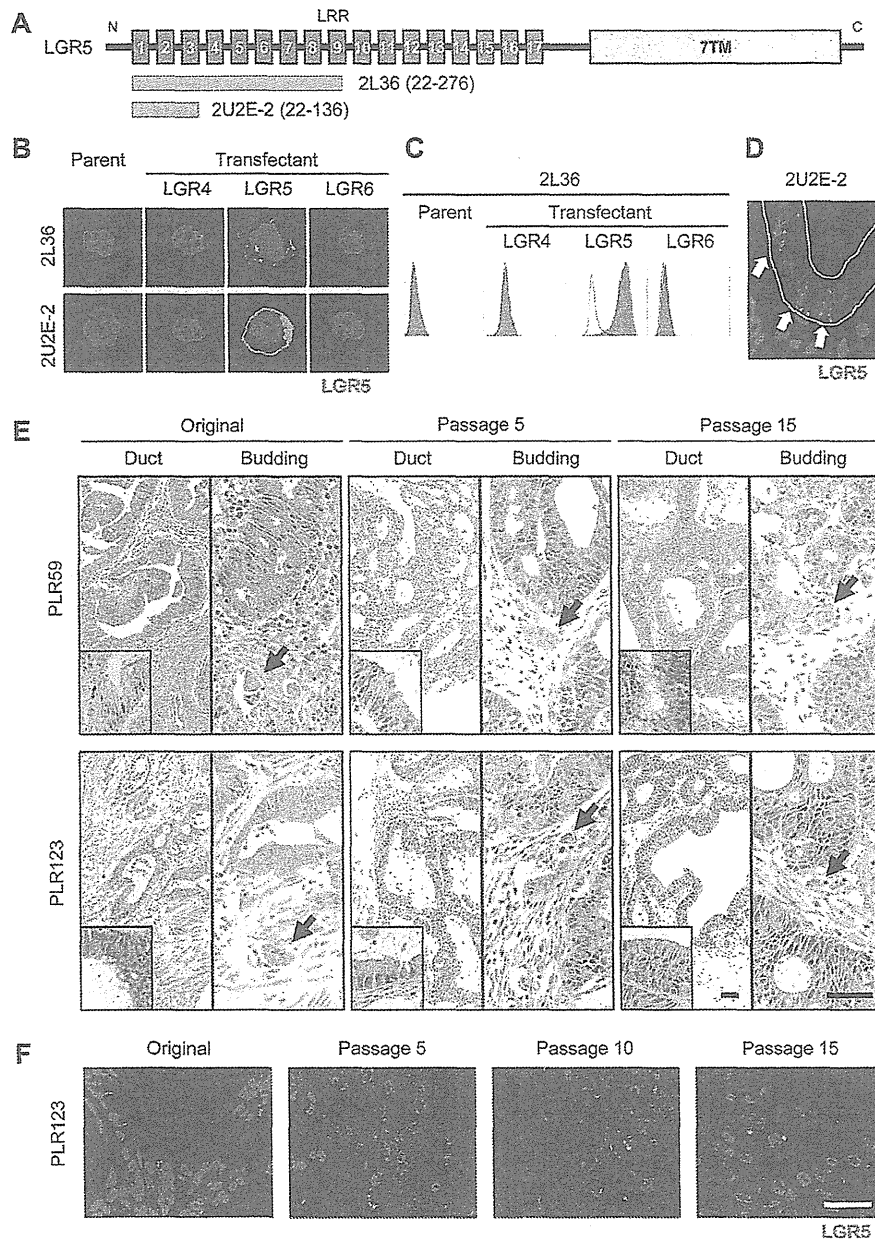 A
N
LRR
C
LGR5
1 2 3 4 5 6 7 8 9 10 11 12 13 14 15 16 17
7TM
2L36 (22-276)
2U2E-2 (22-136)
B
Parent
Transfectant
LGR4 LGR5 LGR6
2L36
2U2E-2
LGR5
C
2L36
Parent
Transfectant
LGR4 LGR5 LGR6
D
2U2E-2
LGR5
E
Original
Passage 5
Passage 15
Duct Budding Duct Budding Duct Budding
PLR59
PLR123
F
Original Passage 5 Passage 10 Passage 15
PLR123
LGR5